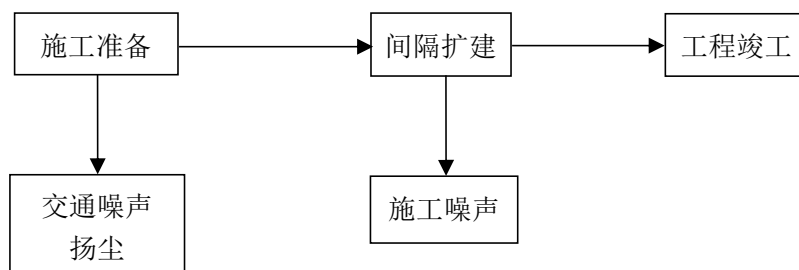 施工准备
间隔扩建
工程竣工
交通噪声
扬尘
施工噪声